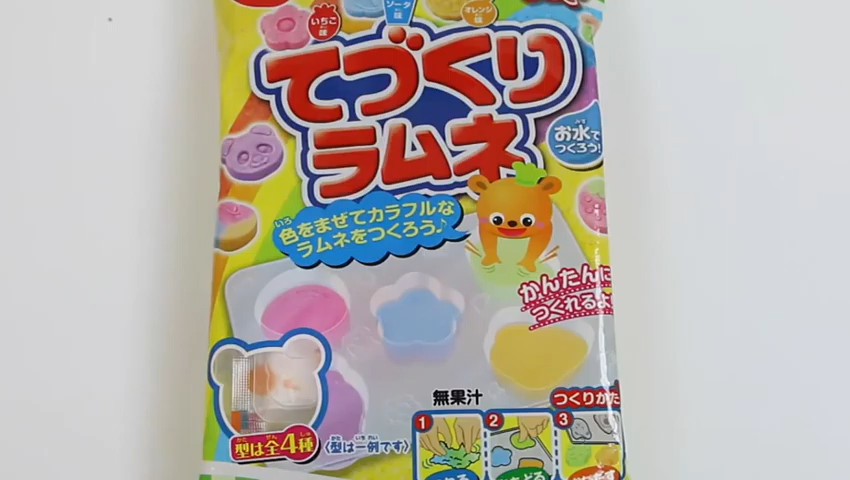 いちご味
ソーダ味
オレンジ味
てづくり
ラムネ
お水で
つくろう!
色をまぜてカラフルな
ラムネをつくろう♪
かんたんに
つくれるよ
無果汁
つくりかた
1 2 3
型は全4種
〈型は一例です〉